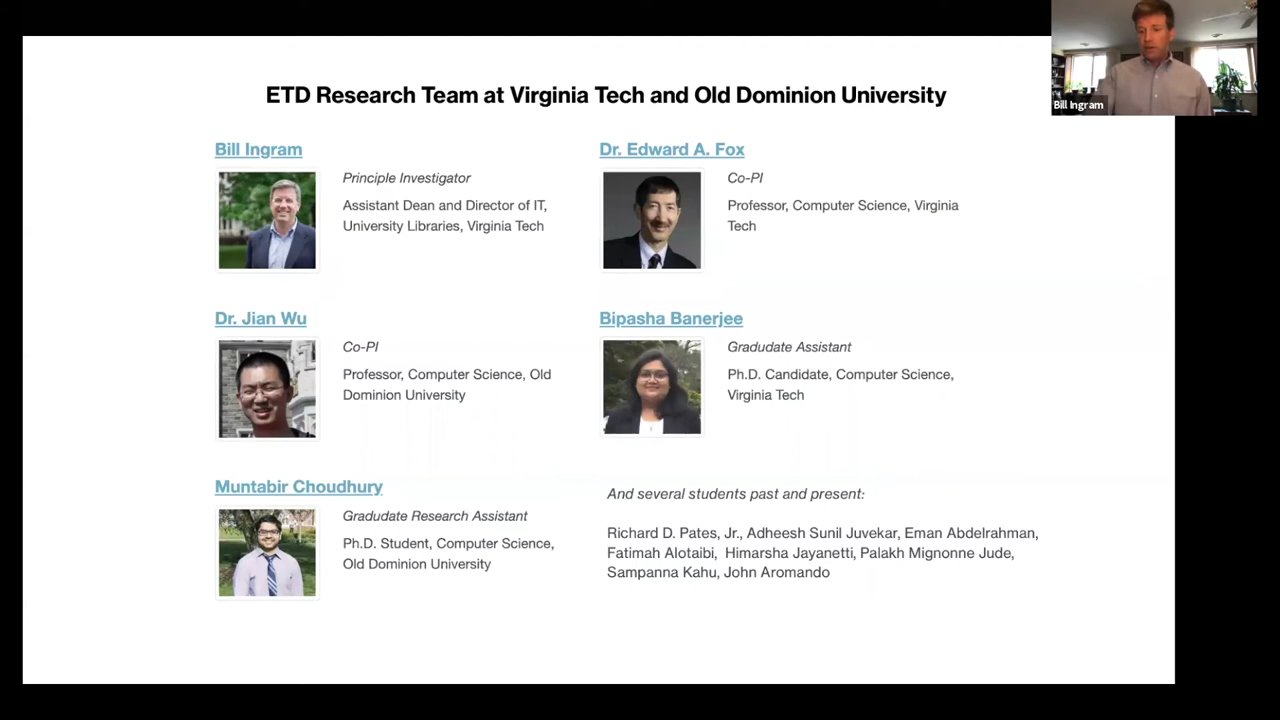 ETD Research Team at Virginia Tech and Old Dominion University
Bill Ingram
Bill Ingram
Principle Investigator
Assistant Dean and Director of IT,
University Libraries, Virginia Tech
Dr. Edward A. Fox
Co-PI
Professor, Computer Science, Virginia
Tech
Dr. Jian Wu
Co-PI
Professor, Computer Science, Old
Dominion University
Bipasha Banerjee
Gradudate Assistant
Ph.D. Candidate, Computer Science,
Virginia Tech
Muntabir Choudhury
Gradudate Research Assistant
Ph.D. Student, Computer Science,
Old Dominion University
And several students past and present:
Richard D. Pates, Jr., Adheesh Sunil Juvekar, Eman Abdelrahman,
Fatimah Alotaibi, Himarsha Jayanetti, Palakh Mignonne Jude,
Sampanna Kahu, John Aromando